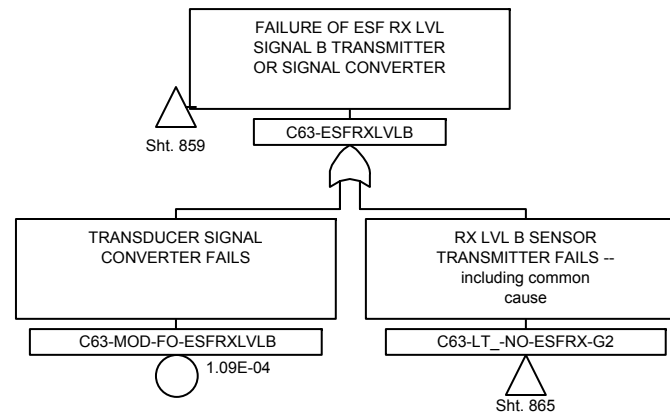 FAILURE OF ESF RX LVL
SIGNAL B TRANSMITTER
OR SIGNAL CONVERTER
Sht. 859
C63-ESFRXLVLB
TRANSDUCER SIGNAL
CONVERTER FAILS
C63-MOD-FO-ESFRXLVLB
1.09E-04
RX LVL B SENSOR
TRANSMITTER FAILS --
including common
cause
C63-LT_-NO-ESFRX-G2
Sht. 865